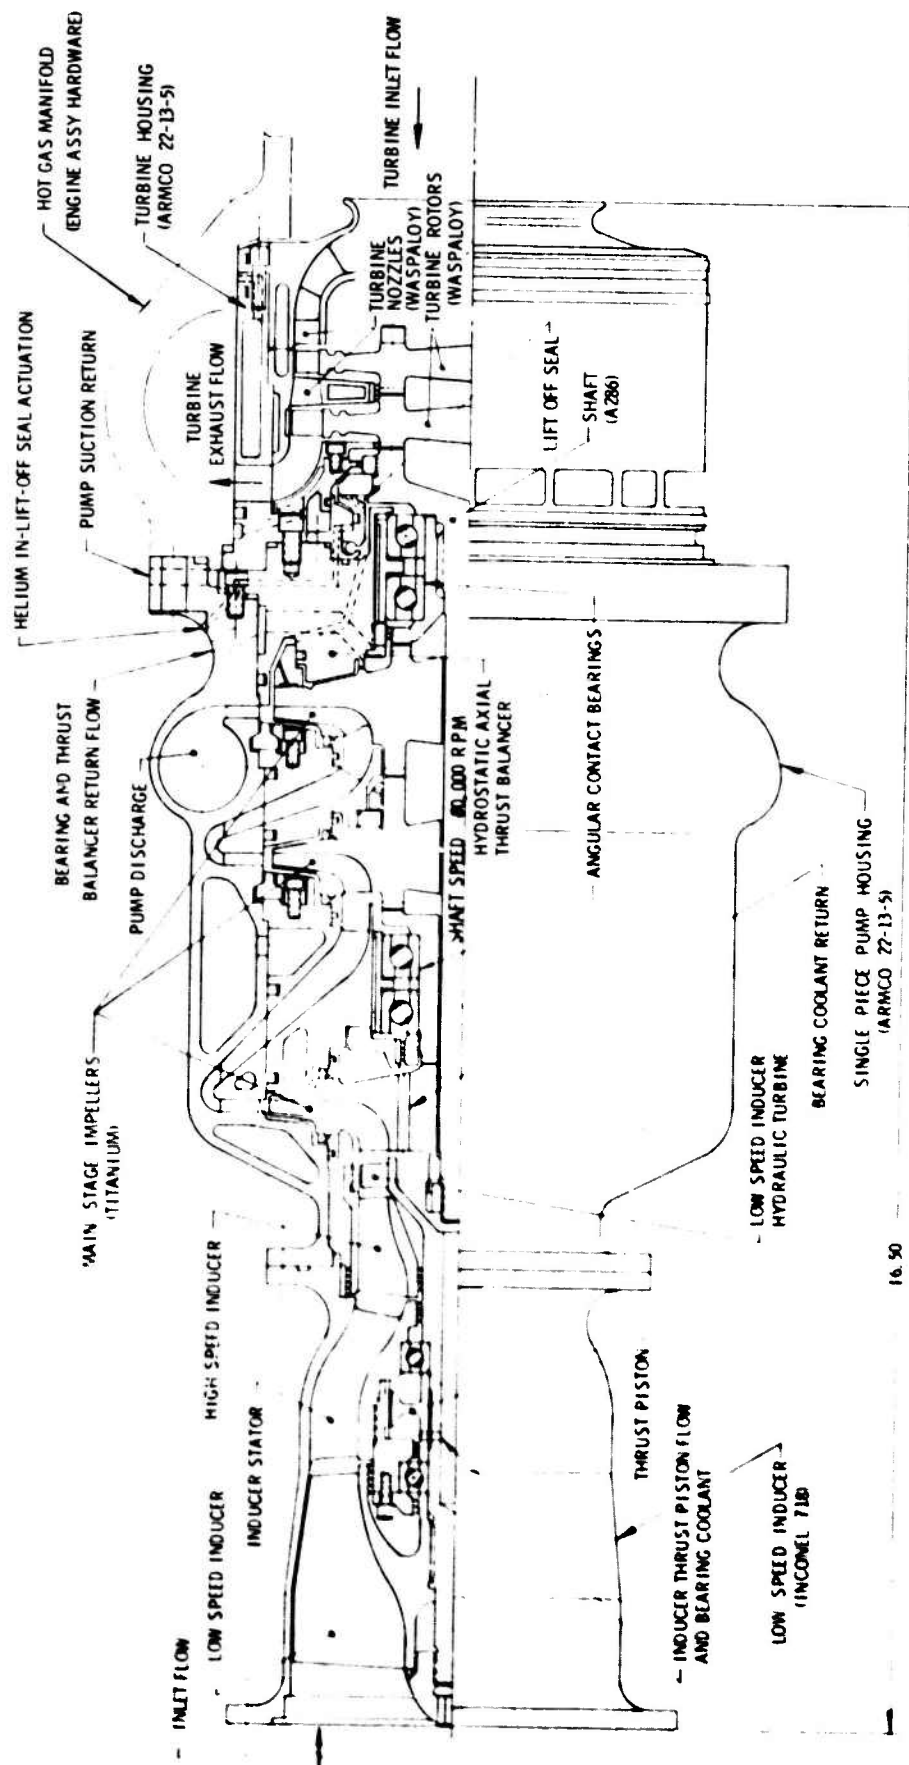 HOT GAS MANIFOLD
(ENGINE ASSY HARDWARE)
TURBINE HOUSING
(ARMCO 22-13-5)
HELIUM IN-LIFT-OFF SEAL ACTUATION
PUMP SUCTION RETURN
BEARING AND THRUST
BALANCER RETURN FLOW
PUMP DISCHARGE
MAIN STAGE IMPELLERS
(TITANIUM)
HIGH SPEED INDUCER
INDUCER STATOR
LOW SPEED INDUCER
INLET FLOW
TURBINE
EXHAUST FLOW
TURBINE INLET FLOW
TURBINE
NOZZLES
(WASPALOY)
TURBINE ROTORS
(WASPALOY)
LIFT OFF SEAL
SHAFT
(A286)
SHAFT SPEED 80,000 RPM
HYDROSTATIC AXIAL
THRUST BALANCER
ANGULAR CONTACT BEARINGS
LOW SPEED INDUCER
HYDRAULIC TURBINE
BEARING COOLANT RETURN
SINGLE PIECE PUMP HOUSING
(ARMCO 22-13-5)
THRUST PISTON
INDUCER THRUST PISTON FLOW
AND BEARING COOLANT
LOW SPEED INDUCER
(INCONEL 718)
16.50